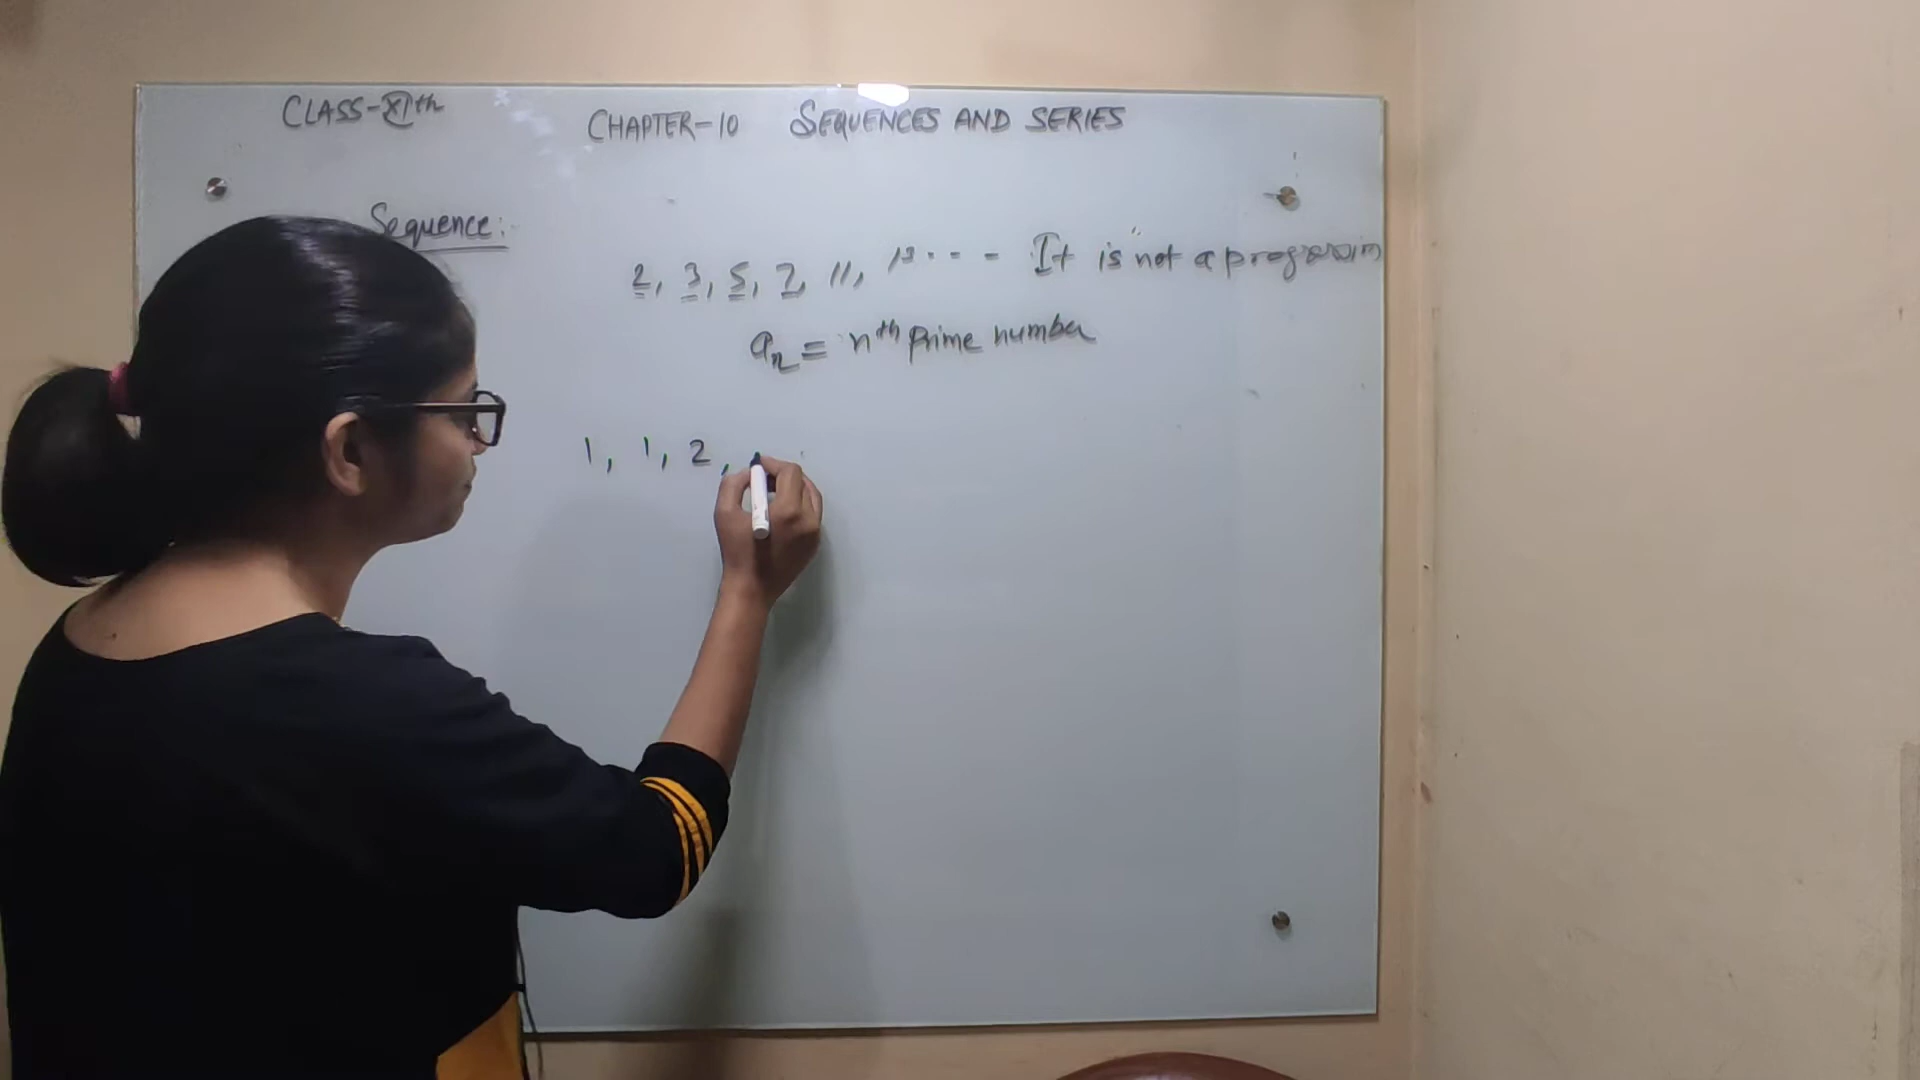 CLASS-XIth
CHAPTER-10 SEQUENCES AND SERIES
Sequence:
2, 3, 5, 7, 11, 13 - - - It is not a progression
an = nth Prime number
1, 1, 2,